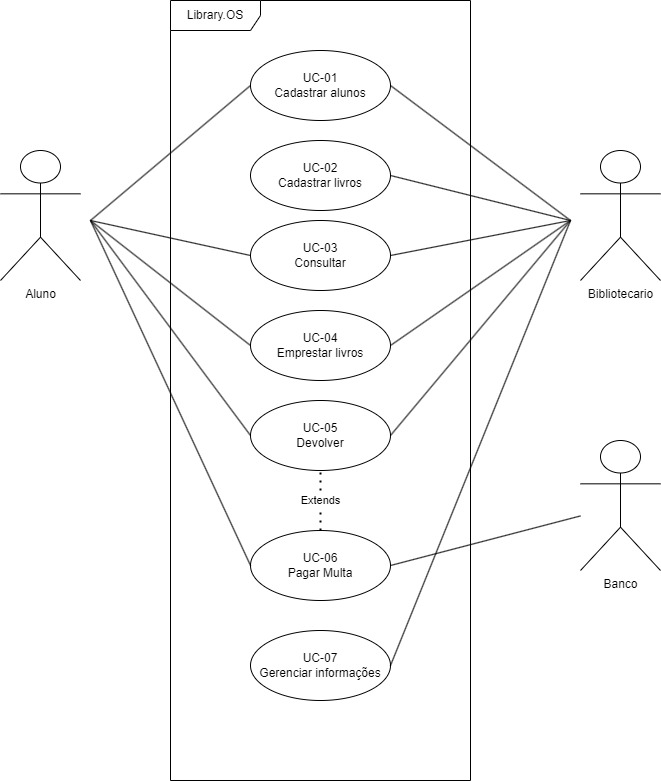 Library.OS
UC-01
Cadastrar alunos
UC-02
Cadastrar livros
UC-03
Consultar
Aluno
Bibliotecario
UC-04
Emprestar livros
UC-05
Devolver
Extends
UC-06
Pagar Multa
Banco
UC-07
Gerenciar informações